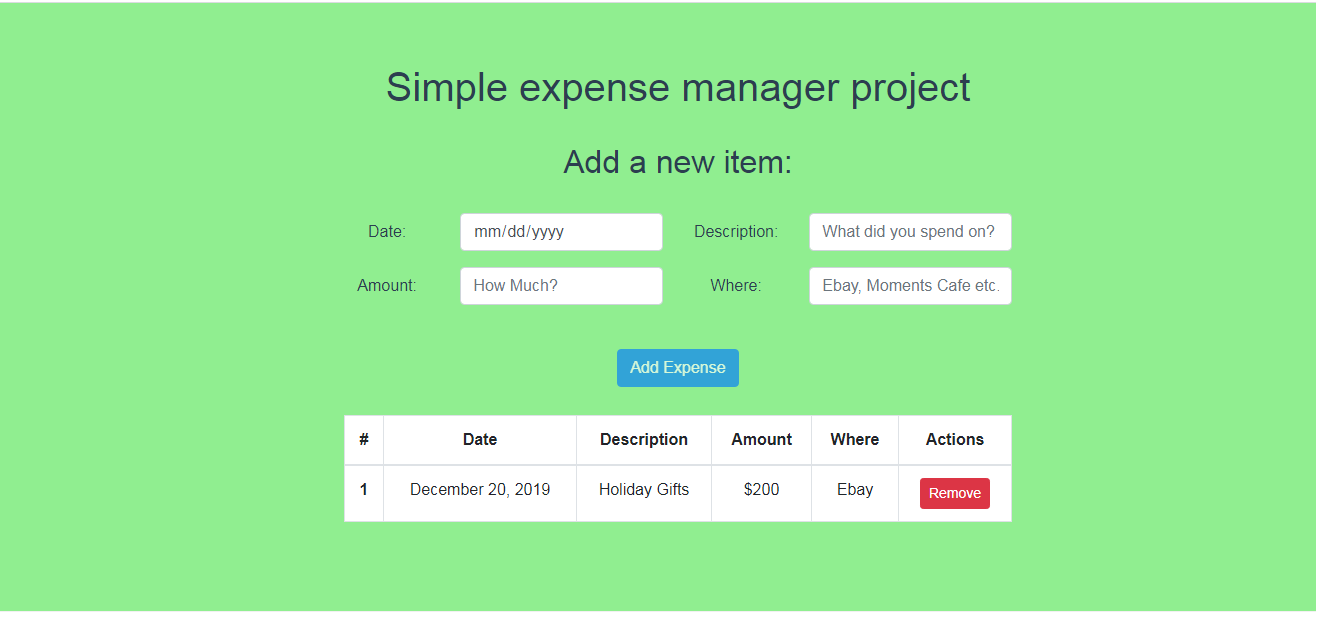 Simple expense manager project
Add a new item:
Date: mm/dd/yyyy Description: What did you spend on?
Amount: How Much? Where: Ebay, Moments Cafe etc.
Add Expense
# Date Description Amount Where Actions
1 December 20, 2019 Holiday Gifts $200 Ebay Remove